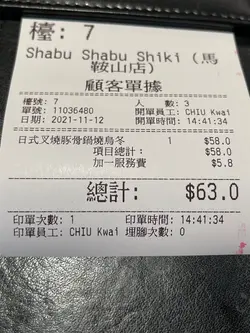 檯: 7
Shabu Shabu Shiki (馬
鞍山店)
顧客單據
檯號: 7 人 數: 3
單號: 11036480 開單員工: CHIU Kwai
日期: 2021-11-12 開單時間: 14:41:34
日式叉燒豚骨鍋燒烏冬 $58.0
項目總計: $58.0
加一服務費 $5.8
總計: $63.0
印單次數: 1 印單時間: 14:41:34
印單員工: CHIU Kwai 埋腳次數: 0